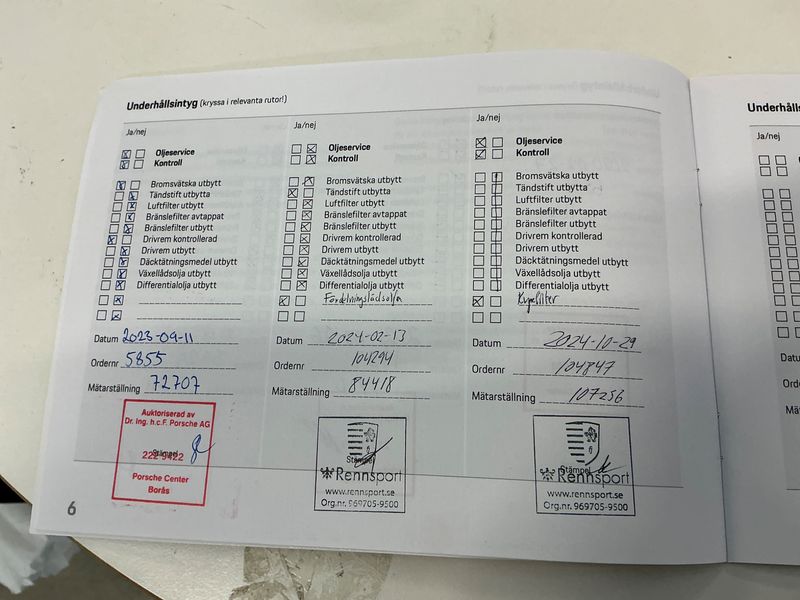 Underhållsintyg (kryssa i relevanta rutor!)
Ja/nej
Oljeservice
Kontroll
Bromsvätska utbytt
Tändstift utbytta
Luftfilter utbytt
Bränslefilter avtappat
Bränslefilter utbytt
Drivrem kontrollerad
Drivrem utbytt
Däcktätningsmedel utbytt
Växellådsolja utbytt
Differentialolja utbytt
Datum 2023-09-11
Ordernr 5855
Mätarställning 72707
Auktoriserad av
Dr. Ing. h.c.F. Porsche AG
Stämpel
Porsche Center
Borås
6
Ja/nej
Oljeservice
Kontroll
Bromsvätska utbytt
Tändstift utbytta
Luftfilter utbytt
Bränslefilter avtappat
Bränslefilter utbytt
Drivrem kontrollerad
Drivrem utbytt
Däcktätningsmedel utbytt
Växellådsolja utbytt
Differentialolja utbytt
Fördelningslådsolja
Datum 2024-02-13
Ordernr 104294
Mätarställning 84418
Stämpel
Rennsport
www.rennsport.se
Org.nr. 969705-9500
Ja/nej
Oljeservice
Kontroll
Bromsvätska utbytt
Tändstift utbytta
Luftfilter utbytt
Bränslefilter avtappat
Bränslefilter utbytt
Drivrem kontrollerad
Drivrem utbytt
Däcktätningsmedel utbytt
Växellådsolja utbytt
Differentialolja utbytt
Kupefilter
Datum 2024-10-29
Ordernr 104847
Mätarställning 107256
Stämpel
Rennsport
www.rennsport.se
Org.nr. 969705-9500
Ja/nej